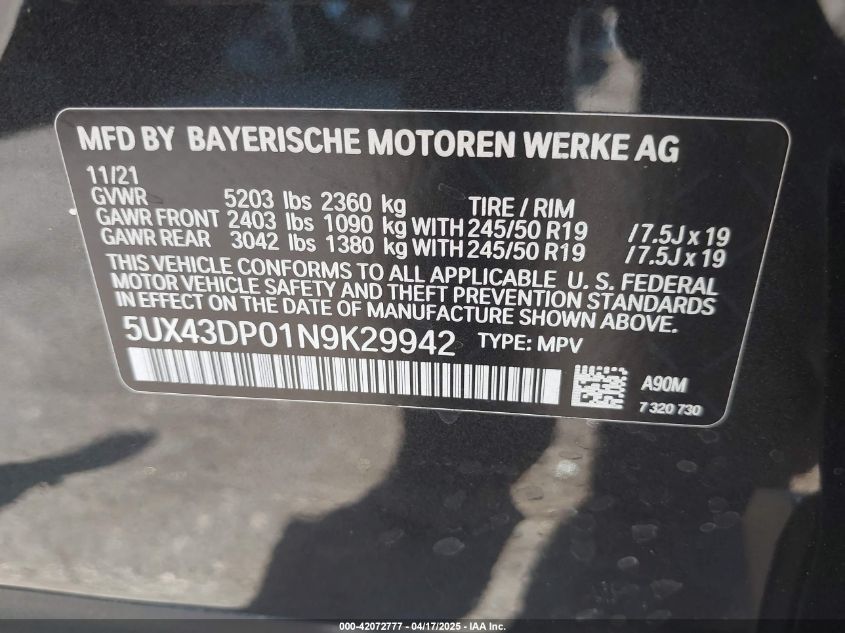 MFD BY BAYERISCHE MOTOREN WERKE AG
11/21
GVWR 5203 lbs 2360 kg TIRE / RIM
GAWR FRONT 2403 lbs 1090 kg WITH 245/50 R19 / 7.5J x 19
GAWR REAR 3042 lbs 1380 kg WITH 245/50 R19 / 7.5J x 19
THIS VEHICLE CONFORMS TO ALL APPLICABLE U. S. FEDERAL
MOTOR VEHICLE SAFETY AND THEFT PREVENTION STANDARDS
IN EFFECT ON THE DATE OF MANUFACTURE SHOWN ABOVE.
5UX43DP01N9K29942 TYPE: MPV
A90M
7 320 730
000-42072777 - 04/17/2025 - IAA Inc.